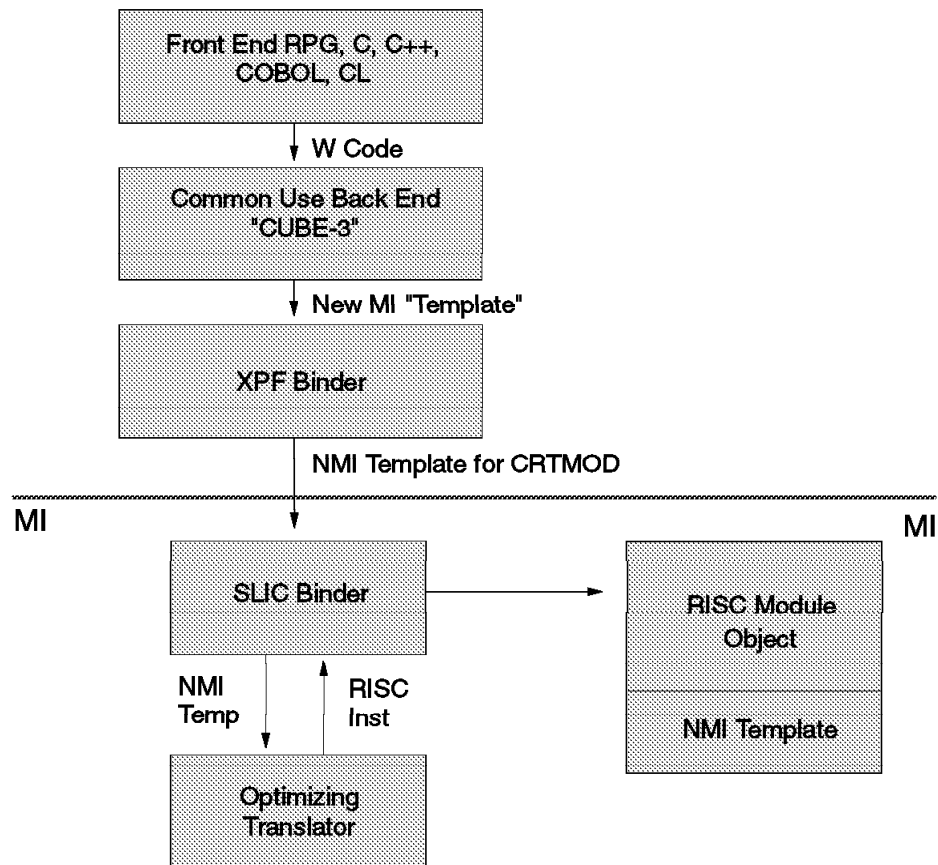 Front End RPG, C, C++,
COBOL, CL
W Code
Common Use Back End
"CUBE-3"
New MI "Template"
XPF Binder
NMI Template for CRTMOD
MI
MI
SLIC Binder
RISC Module
Object
NMI
Temp
RISC
Inst
NMI Template
Optimizing
Translator